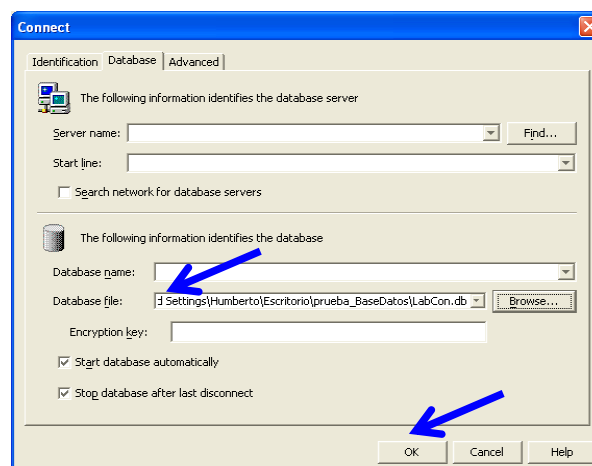 Connect
Identification Database Advanced
The following information identifies the database server
Server name: Find...
Start line:
Search network for database servers
The following information identifies the database
Database name:
Database file: Settings\Humberto\Escritorio\prueba_BaseDatos\LabCon.db Browse...
Encryption key:
Start database automatically
Stop database after last disconnect
OK Cancel Help